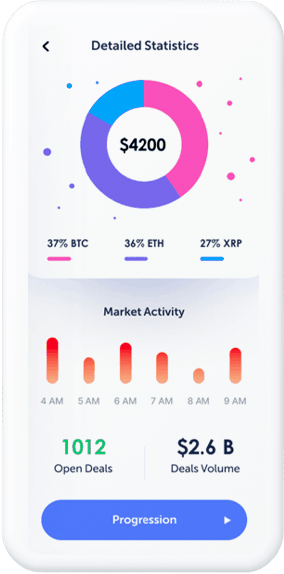 Detailed Statistics
$4200
37% BTC 36% ETH 27% XRP
Market Activity
4 AM 5 AM 6 AM 7 AM 8 AM 9 AM
1012 $2.6 B
Open Deals Deals Volume
Progression